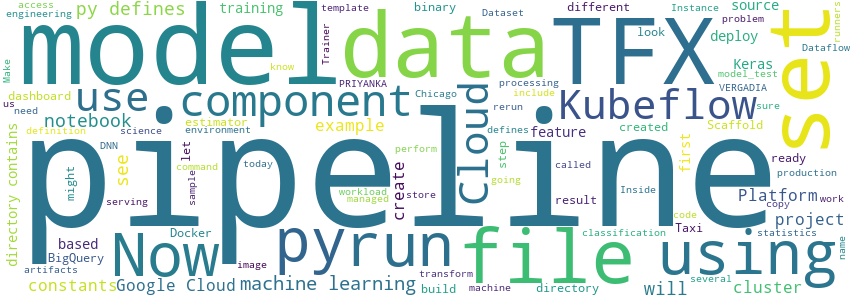 access
engineering
py defines
training
template
binary
Dataset
different
Instance
source
problem
runners
model
data
TFX
set
Make
Trainer
know
look
deploy
Dataflow
Keras
model_test
dashboard
us
need
use
component
PRIYANKA
Chicago
processing
include
VERGADIA
sure
notebook
estimator
environment
example
Cloud
rerun
Kubeflow
created
Scaffold
definition
science
DNN
let
defines
feature
first
directory contains
see
might
command
sample
today
perform
step
called
going
pipeline
ready
production
workload
managed
create
store
Inside
result
Platform
copy
work
serving
code
Taxi
project
based
Docker
Now
pyrun
file
classification
statistics
using
name
BigQuery
artifacts
image
transform
several
constants
Google Cloud
machine learning
build
machine
directory
will
cluster